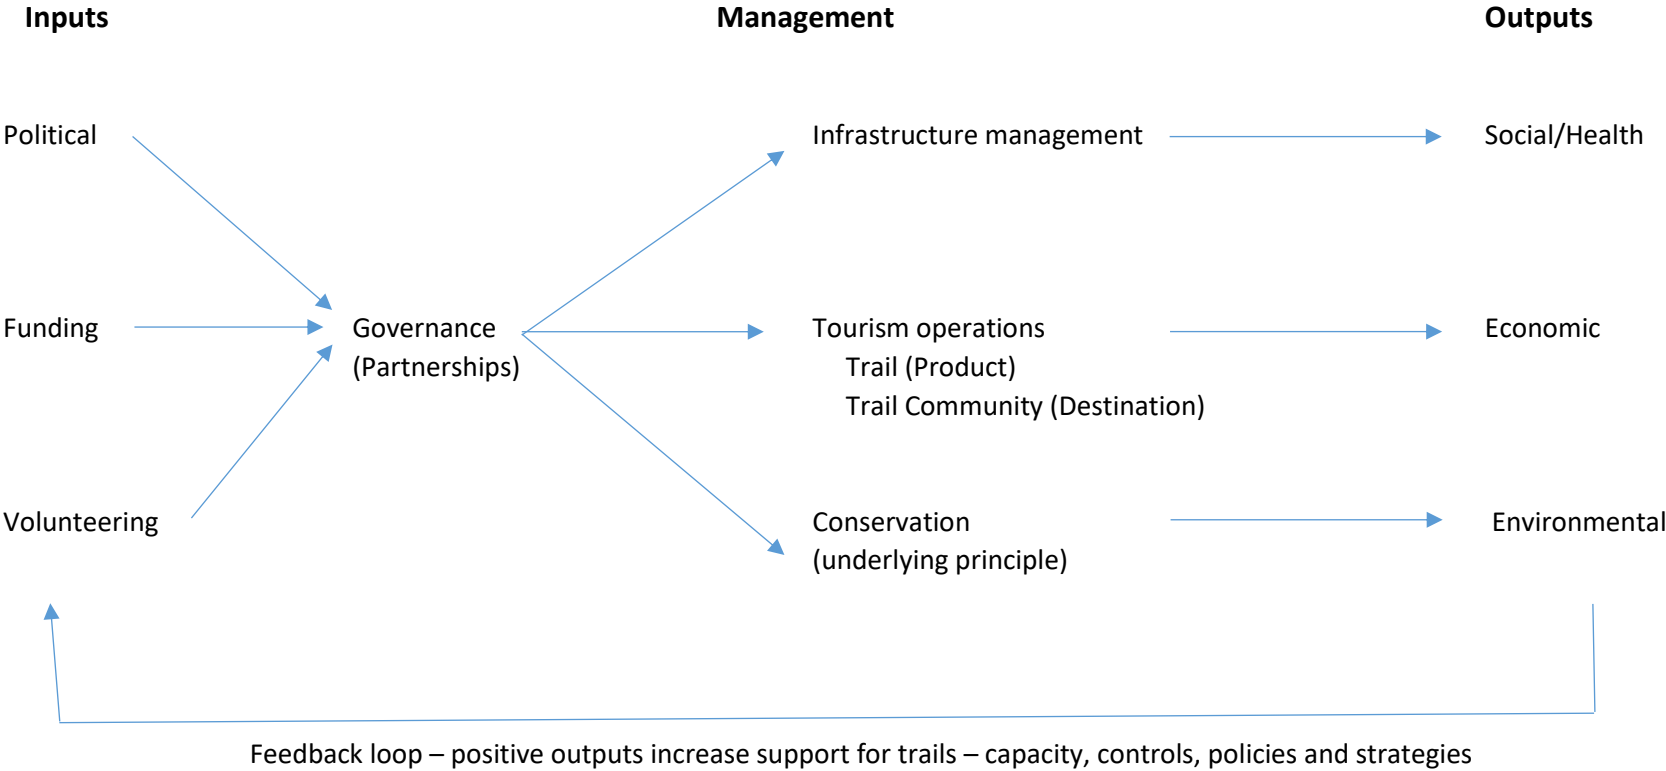 Inputs
Management
Outputs
Political
Infrastructure management
Social/Health
Funding
Governance
(Partnerships)
Tourism operations
Trail (Product)
Trail Community (Destination)
Economic
Volunteering
Conservation
(underlying principle)
Environmental
Feedback loop – positive outputs increase support for trails – capacity, controls, policies and strategies